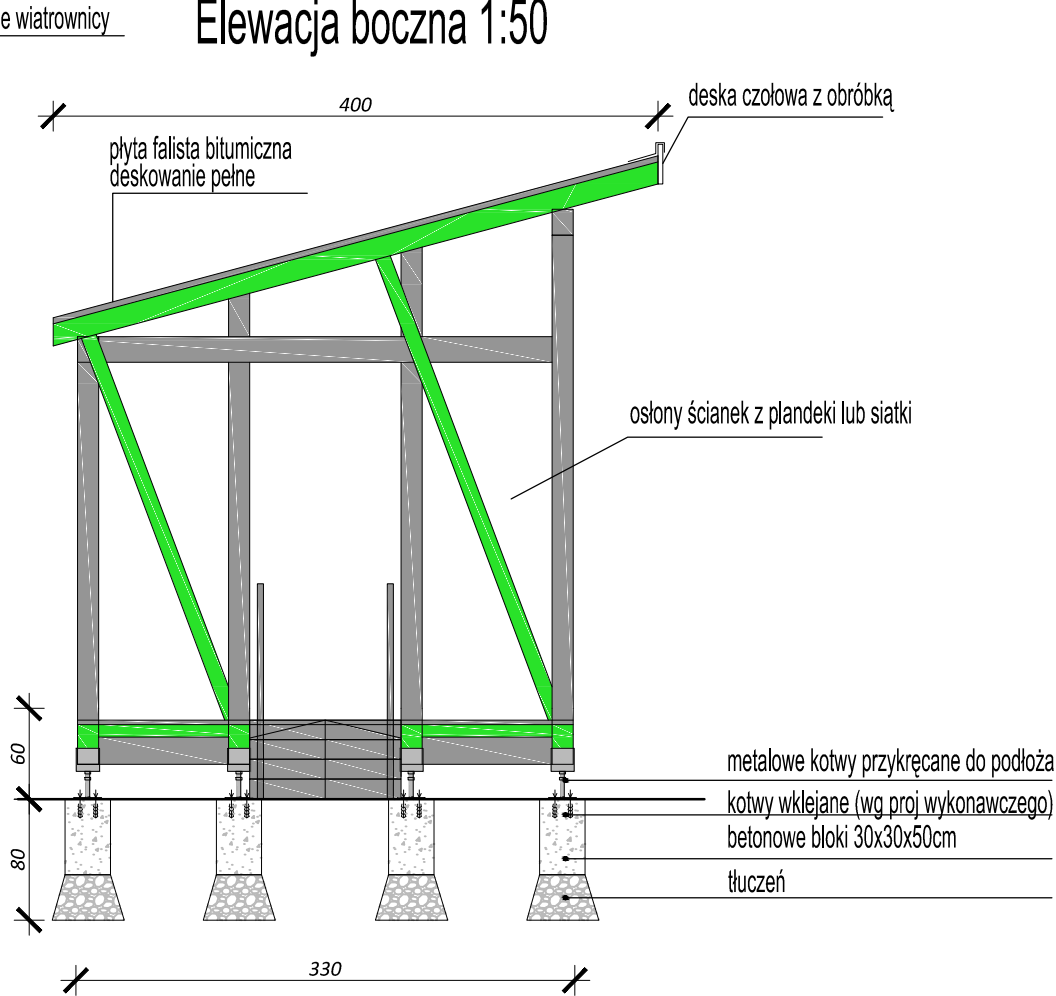 e wiatrownicy
Elewacja boczna 1:50
400
deska czołowa z obróbką
płyta falista bitumiczna
deskowanie pełne
osłony ścianek z plandeki lub siatki
60
metalowe kotwy przykręcane do podłoża
kotwy wklejane (wg proj wykonawczego)
betonowe bloki 30x30x50cm
80
tłuczeń
330